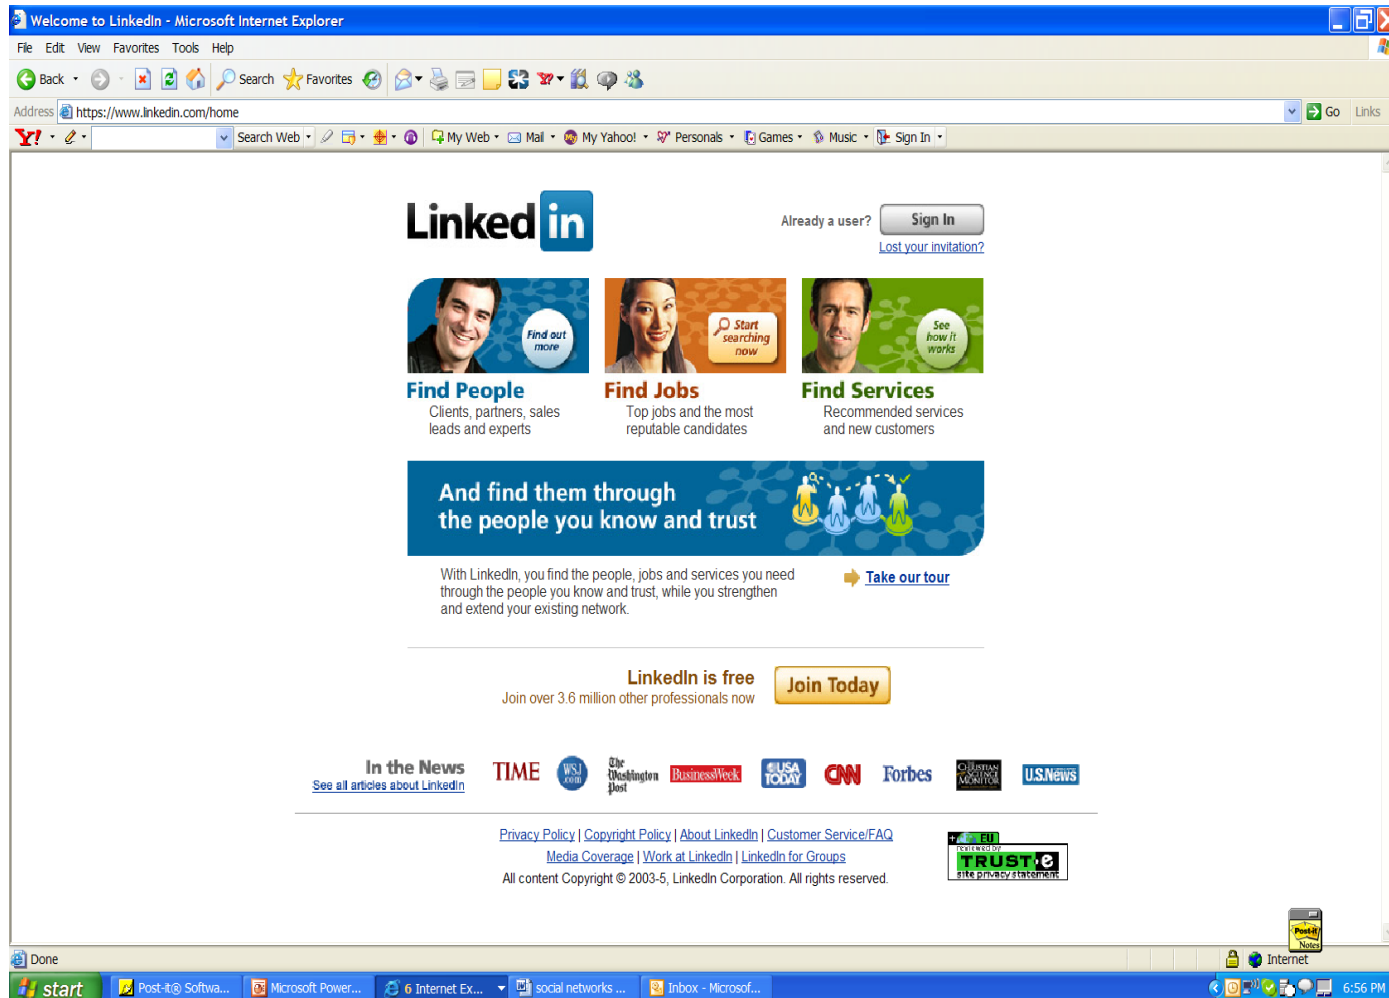 Welcome to LinkedIn - Microsoft Internet Explorer
File Edit View Favorites Tools Help
Back Search Favorites
Address https://www.linkedin.com/home Go Links
Y! Search Web My Web Mail My Yahoo! Personals Games Music Sign In
Linked in
Already a user? Sign In
Lost your invitation?
Find out more
Start searching now
See how it works
Find People Find Jobs Find Services
Clients, partners, sales Top jobs and the most Recommended services
leads and experts reputable candidates and new customers
And find them through
the people you know and trust
With LinkedIn, you find the people, jobs and services you need
through the people you know and trust, while you strengthen
and extend your existing network.
Take our tour
LinkedIn is free
Join over 3.6 million other professionals now
Join Today
In the News
See all articles about LinkedIn
TIME WSJ.com The Washington Post BusinessWeek USA TODAY CNN Forbes Christian Science Monitor U.S.News
Privacy Policy | Copyright Policy | About LinkedIn | Customer Service/FAQ
Media Coverage | Work at LinkedIn | LinkedIn for Groups
All content Copyright © 2003-5, LinkedIn Corporation. All rights reserved.
EU
reviewed by
TRUST e
site privacy statement
Post-it
Notes
Done Internet
start Post-it® Softwa... Microsoft Power... 6 Internet Ex... social networks ... Inbox - Microsof... 6:56 PM